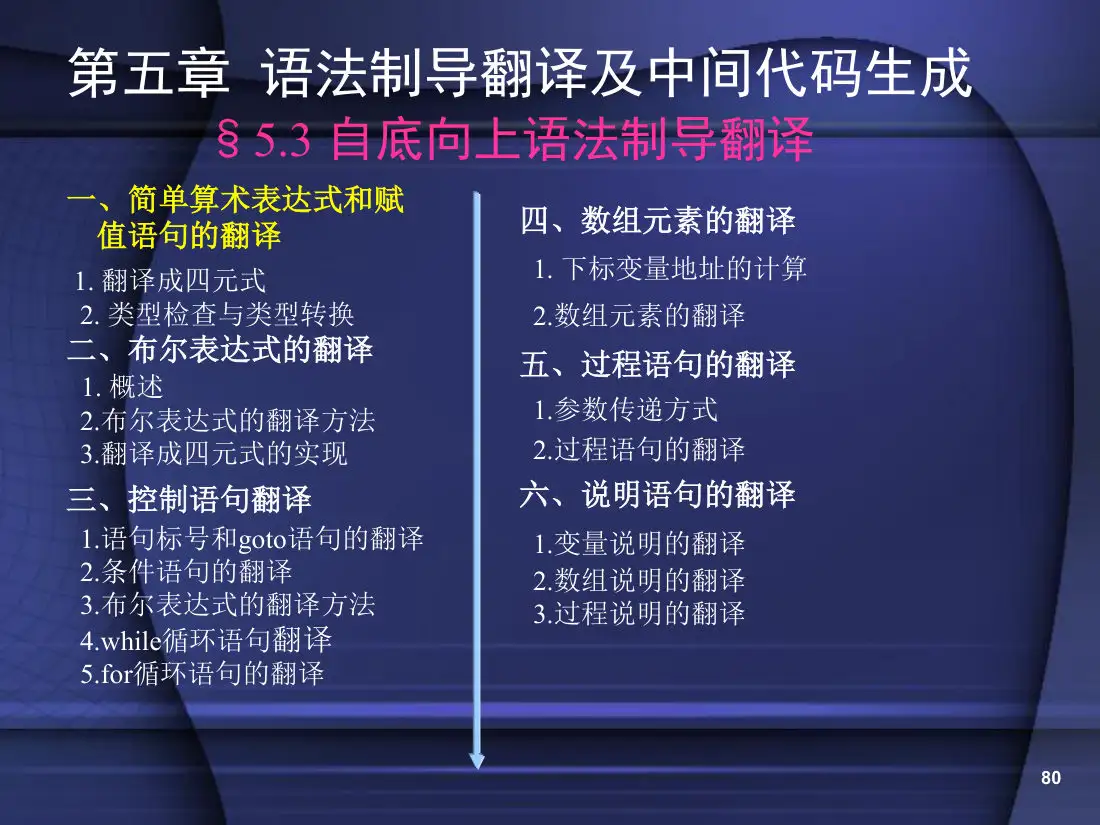 第五章 语法制导翻译及中间代码生成
§5.3 自底向上语法制导翻译
一、简单算术表达式和赋
值语句的翻译
1. 翻译成四元式
2. 类型检查与类型转换
二、布尔表达式的翻译
1. 概述
2.布尔表达式的翻译方法
3.翻译成四元式的实现
三、控制语句翻译
1.语句标号和goto语句的翻译
2.条件语句的翻译
3.布尔表达式的翻译方法
4.while循环语句翻译
5.for循环语句的翻译
四、数组元素的翻译
1. 下标变量地址的计算
2.数组元素的翻译
五、过程语句的翻译
1.参数传递方式
2.过程语句的翻译
六、说明语句的翻译
1.变量说明的翻译
2.数组说明的翻译
3.过程说明的翻译
80